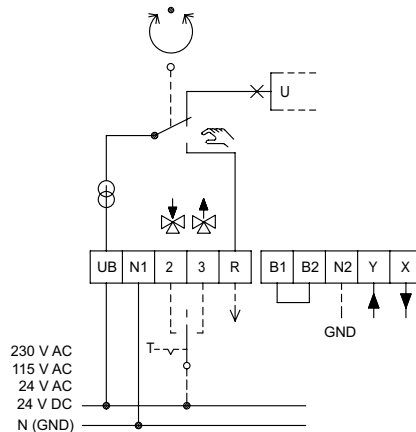 U
UB N1 2 3 R B1 B2 N2 Y X
GND
T
230 V AC
115 V AC
24 V AC
24 V DC
N (GND)